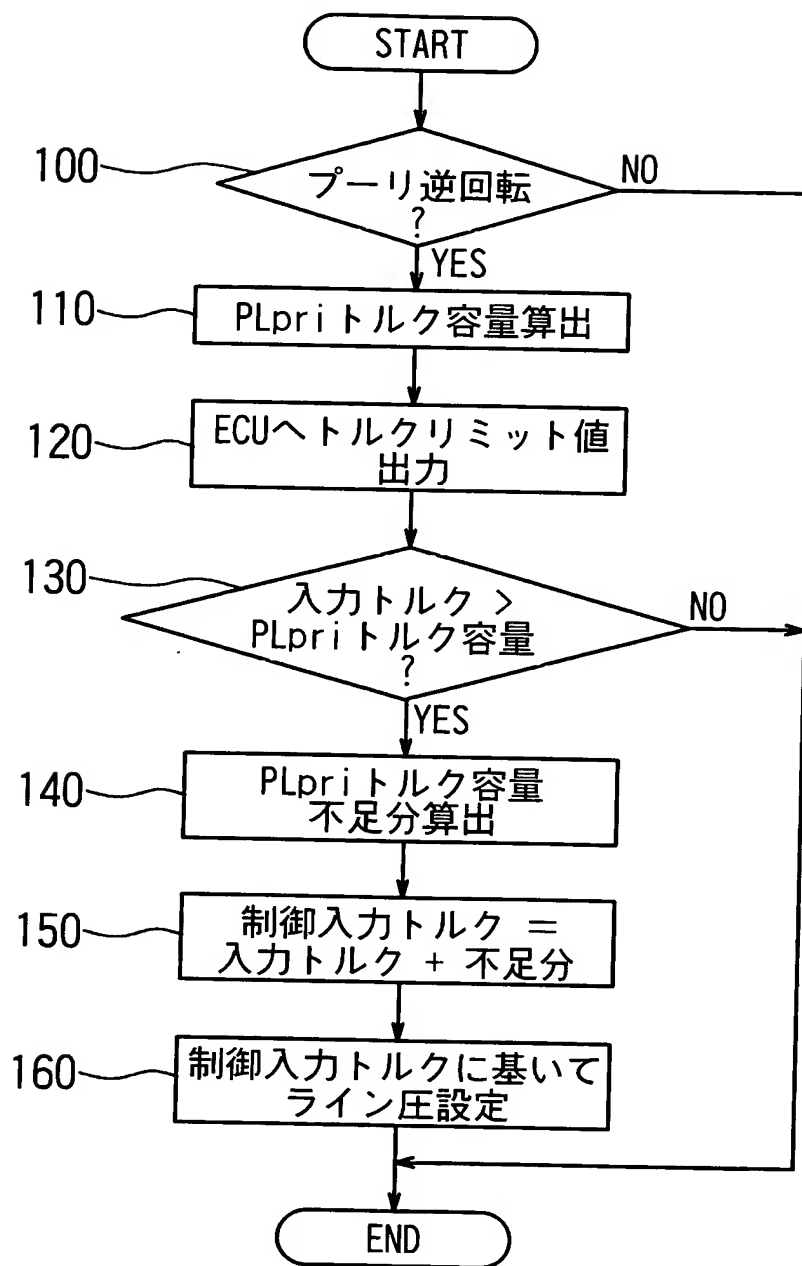 START
100
プーリ逆回転
?
NO
YES
110
PLpriトルク容量算出
120
ECUへトルクリミット値
出力
130
入力トルク >
PLpriトルク容量
?
NO
YES
140
PLpriトルク容量
不足分算出
150
制御入力トルク =
入力トルク + 不足分
160
制御入力トルクに基いて
ライン圧設定
END